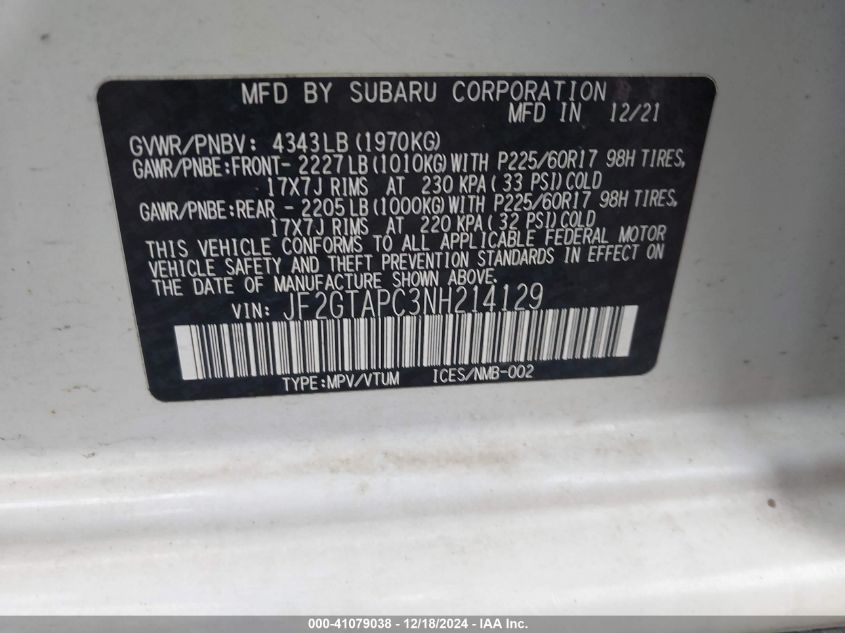 MFD BY SUBARU CORPORATION
MFD IN 12/21
GVWR/PNBV: 4343LB (1970KG)
GAWR/PNBE:FRONT- 2227LB (1010KG) WITH P225/60R17 98H TIRES,
17X7J RIMS AT 230 KPA ( 33 PSI) COLD
GAWR/PNBE:REAR - 2205LB (1000KG) WITH P225/60R17 98H TIRES,
17X7J RIMS AT 220 KPA ( 32 PSI) COLD
THIS VEHICLE CONFORMS TO ALL APPLICABLE FEDERAL MOTOR
VEHICLE SAFETY AND THEFT PREVENTION STANDARDS IN EFFECT ON
THE DATE OF MANUFACTURE SHOWN ABOVE.
VIN: JF2GTAPC3NH214129
TYPE:MPV/VTUM ICES/NMB-002
000-41079038 - 12/18/2024 - IAA Inc.